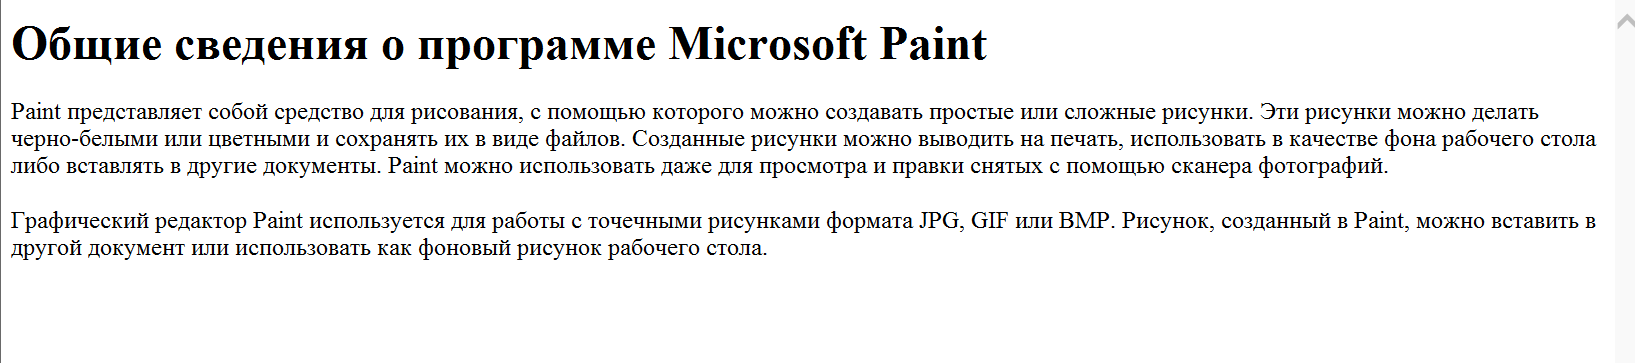 Общие сведения о программе Microsoft Paint
Paint представляет собой средство для рисования, с помощью которого можно создавать простые или сложные рисунки. Эти рисунки можно делать
черно-белыми или цветными и сохранять их в виде файлов. Созданные рисунки можно выводить на печать, использовать в качестве фона рабочего стола
либо вставлять в другие документы. Paint можно использовать даже для просмотра и правки снятых с помощью сканера фотографий.
Графический редактор Paint используется для работы с точечными рисунками формата JPG, GIF или BMP. Рисунок, созданный в Paint, можно вставить в
другой документ или использовать как фоновый рисунок рабочего стола.